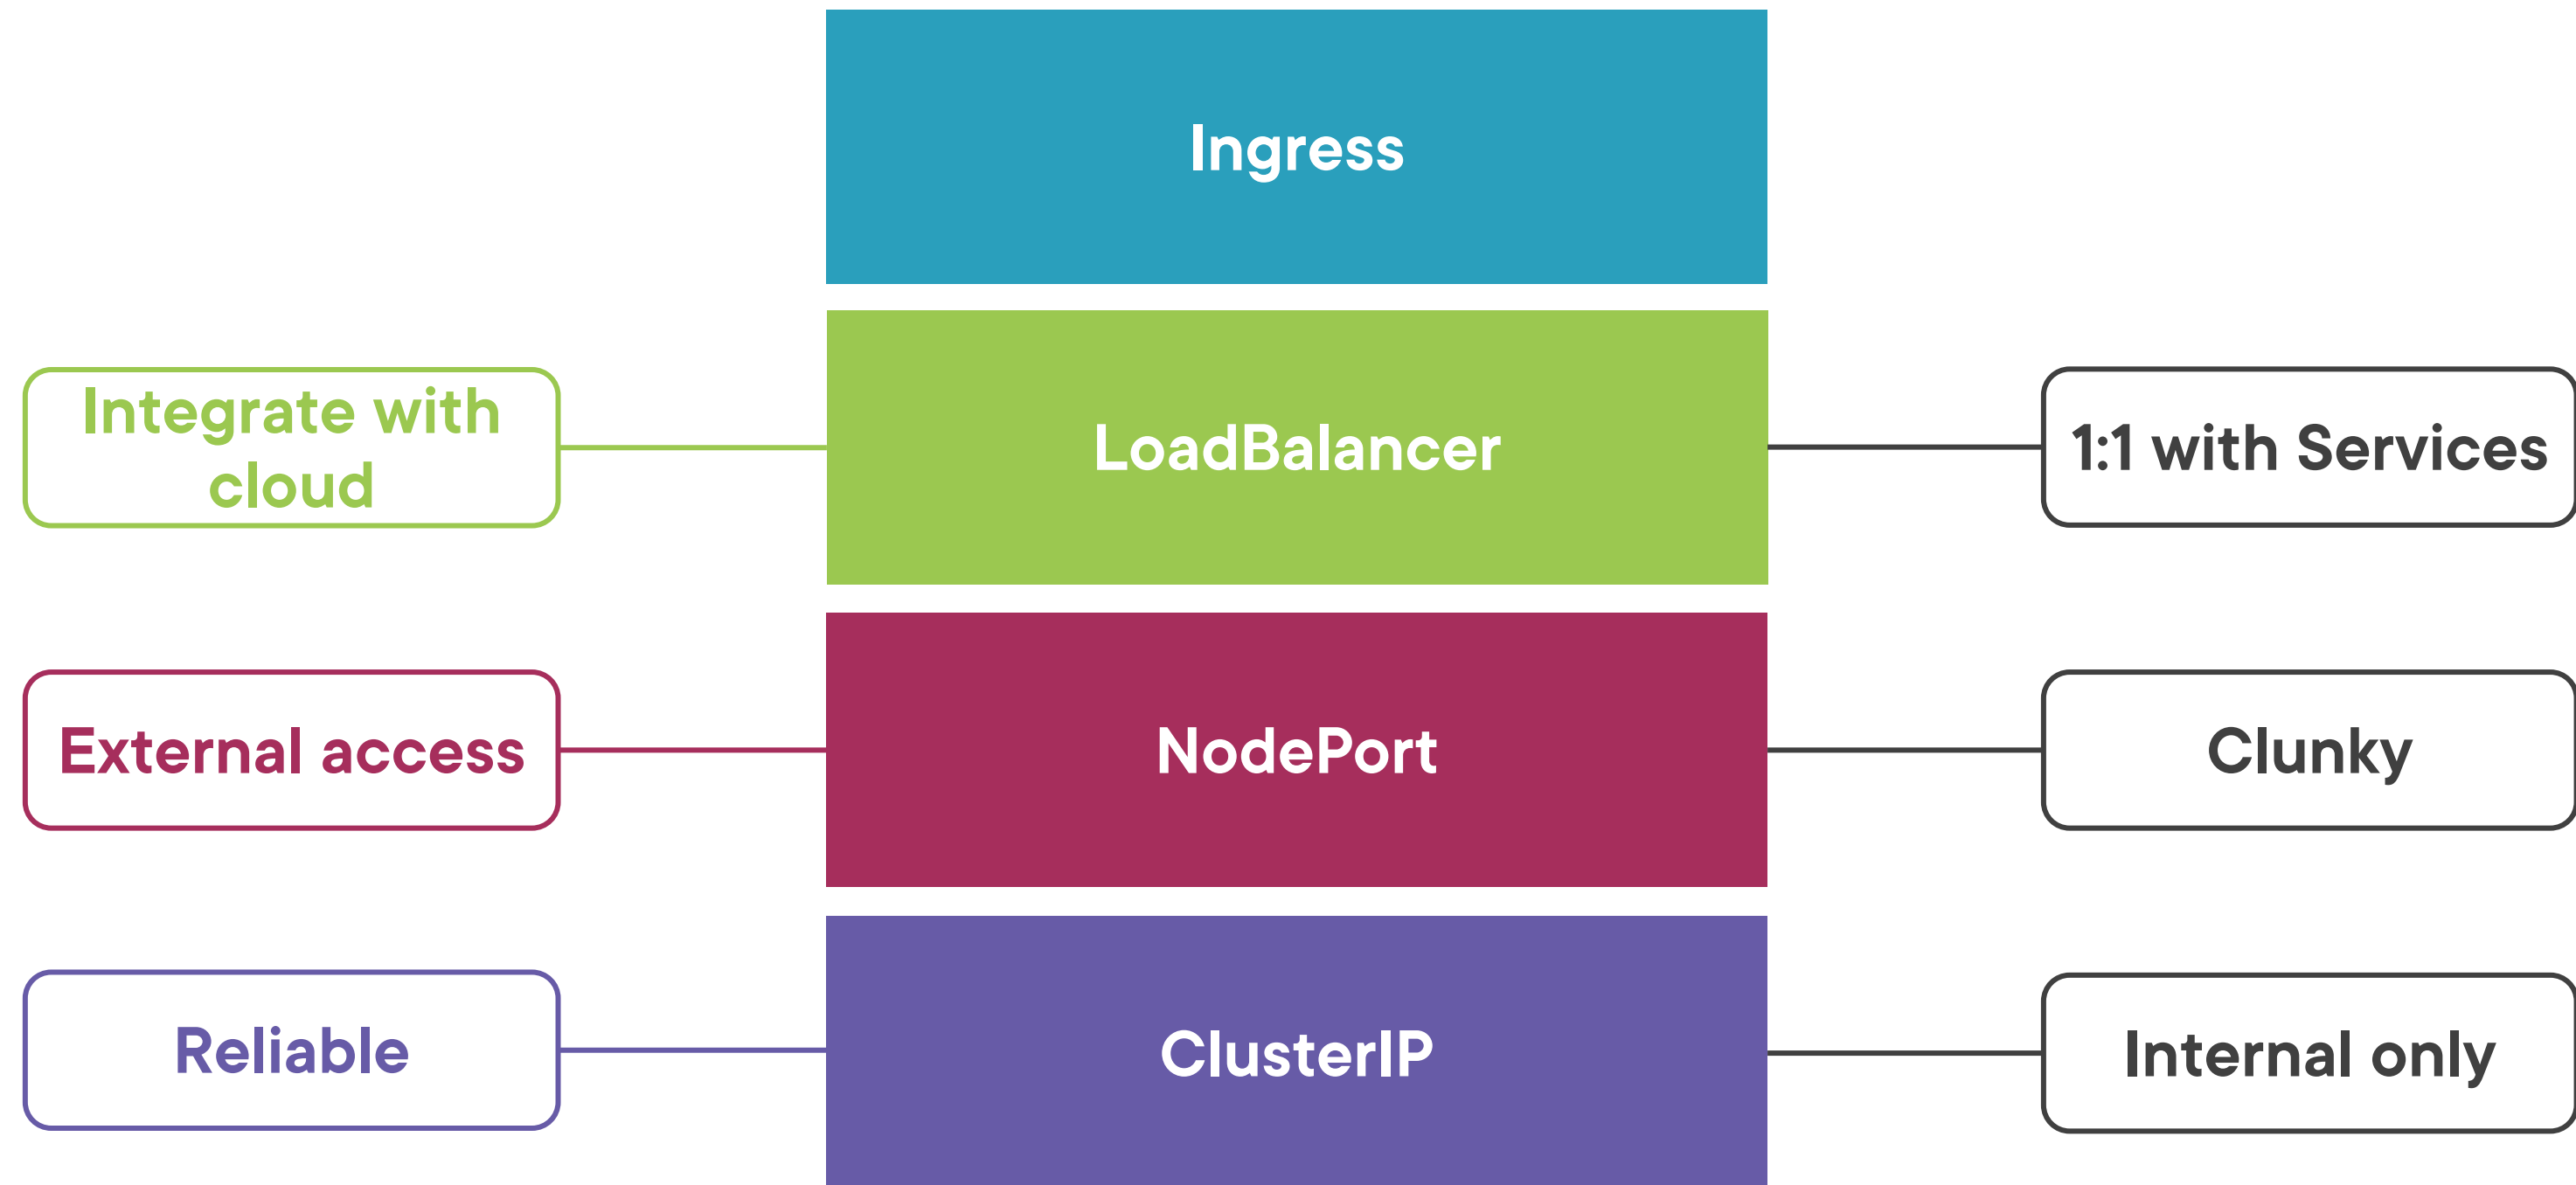 Ingress
Integrate with
cloud
LoadBalancer
1:1 with Services
External access
NodePort
Clunky
Reliable
ClusterIP
Internal only